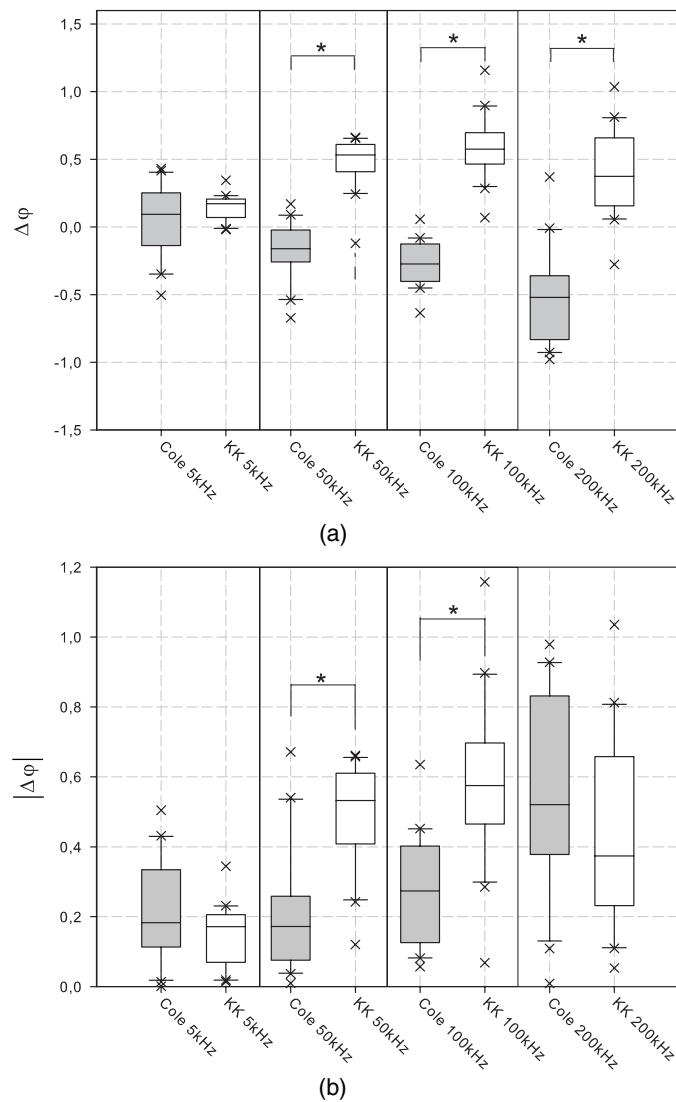 1,5
1,0
0,5
0,0
-0,5
-1,0
-1,5
Δφ
*
*
*
Cole 5kHz
KK 5kHz
Cole 50kHz
KK 50kHz
Cole 100kHz
KK 100kHz
Cole 200kHz
KK 200kHz
(a)
1,2
1,0
0,8
0,6
0,4
0,2
0,0
|Δφ|
*
*
Cole 5kHz
KK 5kHz
Cole 50kHz
KK 50kHz
Cole 100kHz
KK 100kHz
Cole 200kHz
KK 200kHz
(b)